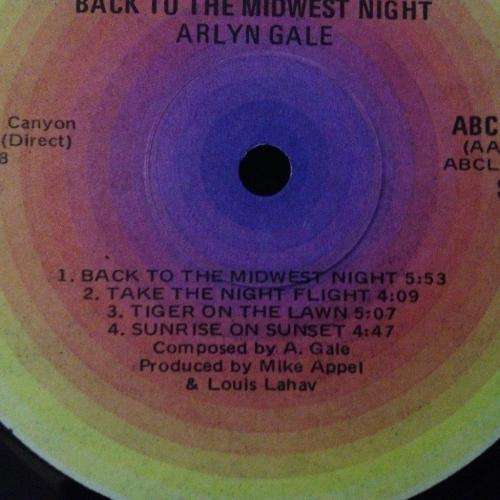 BACK TO THE MIDWEST NIGHT
ARLYN GALE
Canyon
(Direct)
8
ABC
(AA
ABCL
1. BACK TO THE MIDWEST NIGHT 5:53
2. TAKE THE NIGHT FLIGHT 4:09
3. TIGER ON THE LAWN 5:07
4. SUNRISE ON SUNSET 4:47
Composed by A. Gale
Produced by Mike Appel
& Louis Lahav